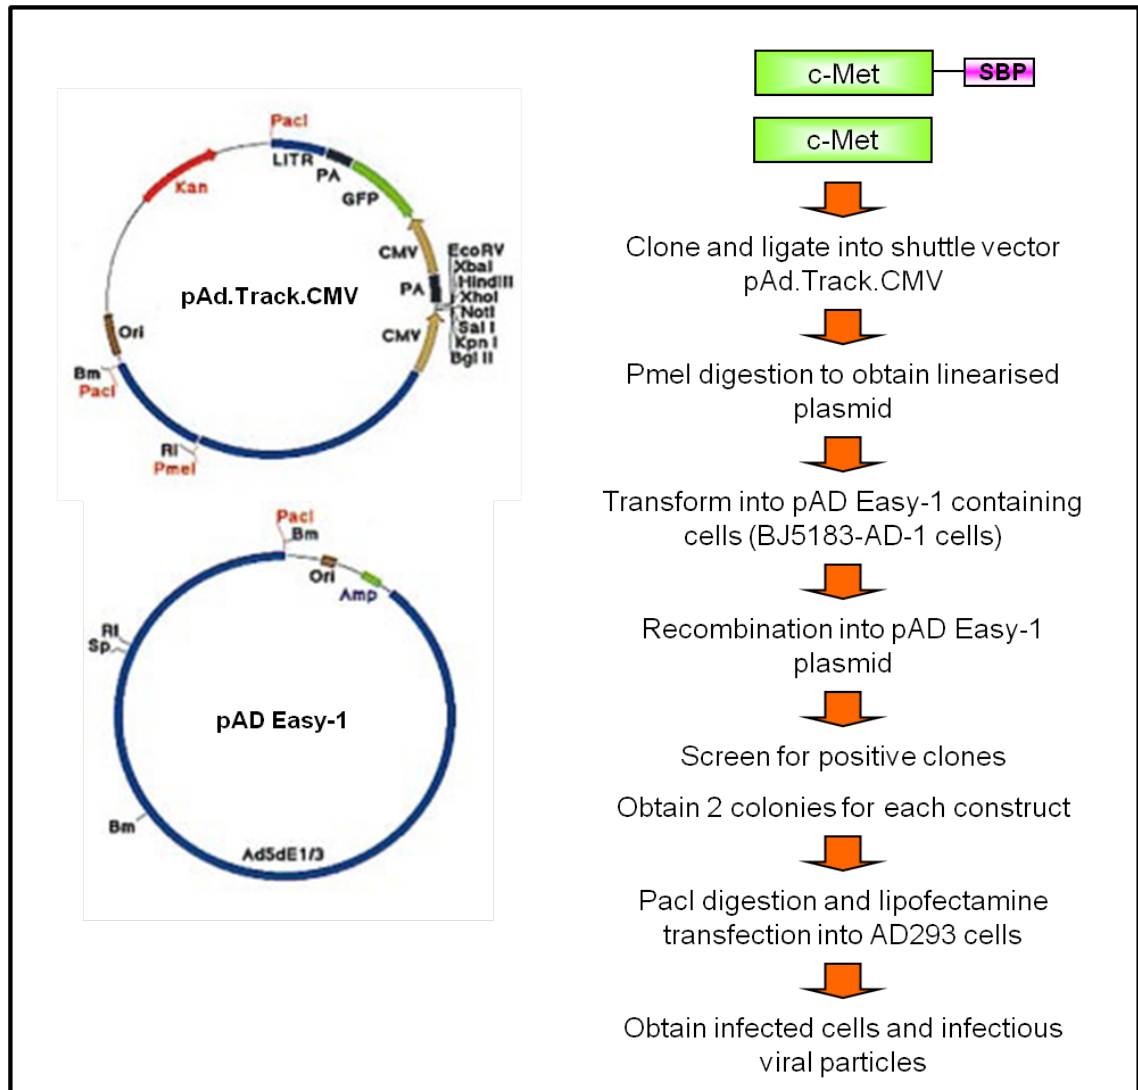 PacI
LITR
PA
GFP
Kan
CMV
EcoRV
XbaI
HindIII
XhoI
NotI
Sal I
Kpn I
Bgl II
PA
pAd.Track.CMV
CMV
Ori
Bm
PacI
RI
PmeI
PacI
Bm
Ori
Amp
RI
Sp
pAD Easy-1
Bm
Ad5dE1/3
c-Met
SBP
c-Met
Clone and ligate into shuttle vector
pAd.Track.CMV
PmeI digestion to obtain linearised
plasmid
Transform into pAD Easy-1 containing
cells (BJ5183-AD-1 cells)
Recombination into pAD Easy-1
plasmid
Screen for positive clones
Obtain 2 colonies for each construct
PacI digestion and lipofectamine
transfection into AD293 cells
Obtain infected cells and infectious
viral particles